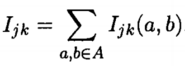 I_{jk} = \sum_{a,b \in A} I_{jk}(a, b).